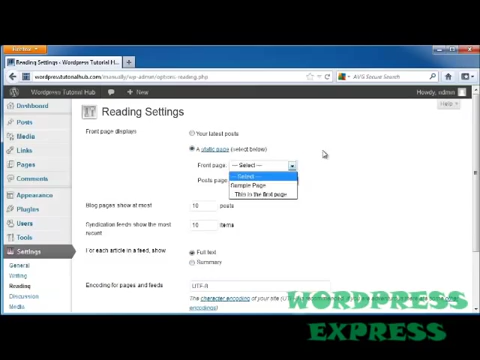 Reading Settings ‹ Wordpress Tutorial H...
wordpresstutorialhub.com/manually/wp-admin/options-reading.php
AVG Secure Search
Wordpress Tutorial Hub
+ New
Howdy, admin
Help
Dashboard
Posts
Media
Links
Pages
Comments
Appearance
Plugins
Users
Tools
Settings
General
Writing
Reading
Discussion
Media
Reading Settings
Front page displays
Your latest posts
A static page (select below)
Front page: — Select —
— Select —
Sample Page
This is the first page
Posts page
Blog pages show at most
10 posts
Syndication feeds show the most
recent
10 items
For each article in a feed, show
Full text
Summary
Encoding for pages and feeds
UTF-8
The character encoding of your site (UTF-
encodings)
WORDPRESS
EXPRESS